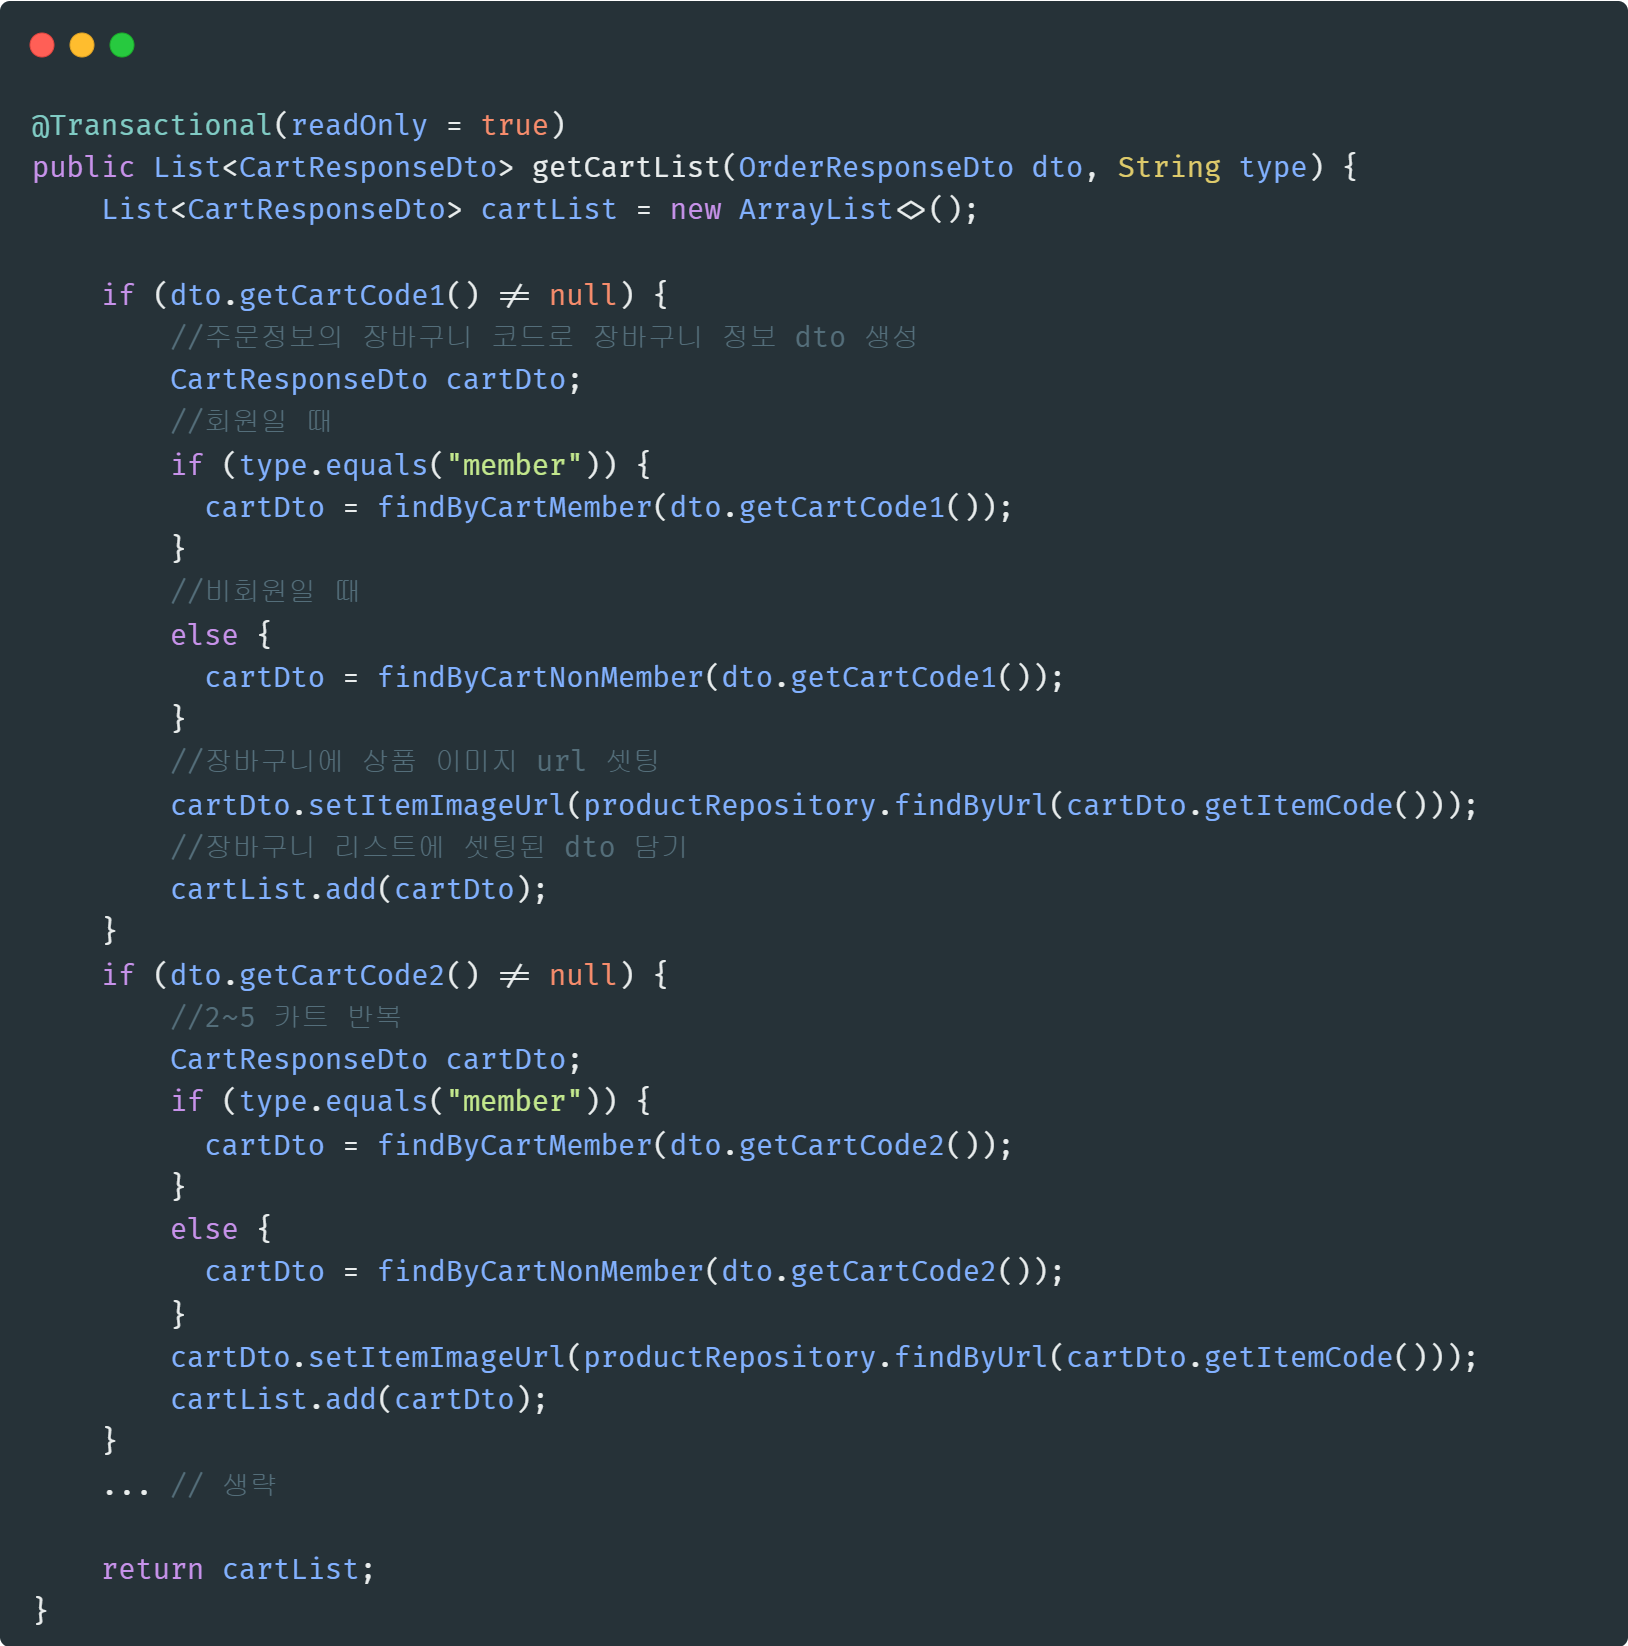 @Transactional(readOnly = true)
public List<CartResponseDto> getCartList(OrderResponseDto dto, String type) {
    List<CartResponseDto> cartList = new ArrayList<>();

    if (dto.getCartCode1() != null) {
        //주문정보의 장바구니 코드로 장바구니 정보 dto 생성
        CartResponseDto cartDto;
        //회원일 때
        if (type.equals("member")) {
          cartDto = findByCartMember(dto.getCartCode1());
        }
        //비회원일 때
        else {
          cartDto = findByCartNonMember(dto.getCartCode1());
        }
        //장바구니에 상품 이미지 url 셋팅
        cartDto.setItemImageUrl(productRepository.findByUrl(cartDto.getItemCode()));
        //장바구니 리스트에 셋팅된 dto 담기
        cartList.add(cartDto);
    }
    if (dto.getCartCode2() != null) {
        //2~5 카트 반복
        CartResponseDto cartDto;
        if (type.equals("member")) {
          cartDto = findByCartMember(dto.getCartCode2());
        }
        else {
          cartDto = findByCartNonMember(dto.getCartCode2());
        }
        cartDto.setItemImageUrl(productRepository.findByUrl(cartDto.getItemCode()));
        cartList.add(cartDto);
    }
    ... // 생략

    return cartList;
}